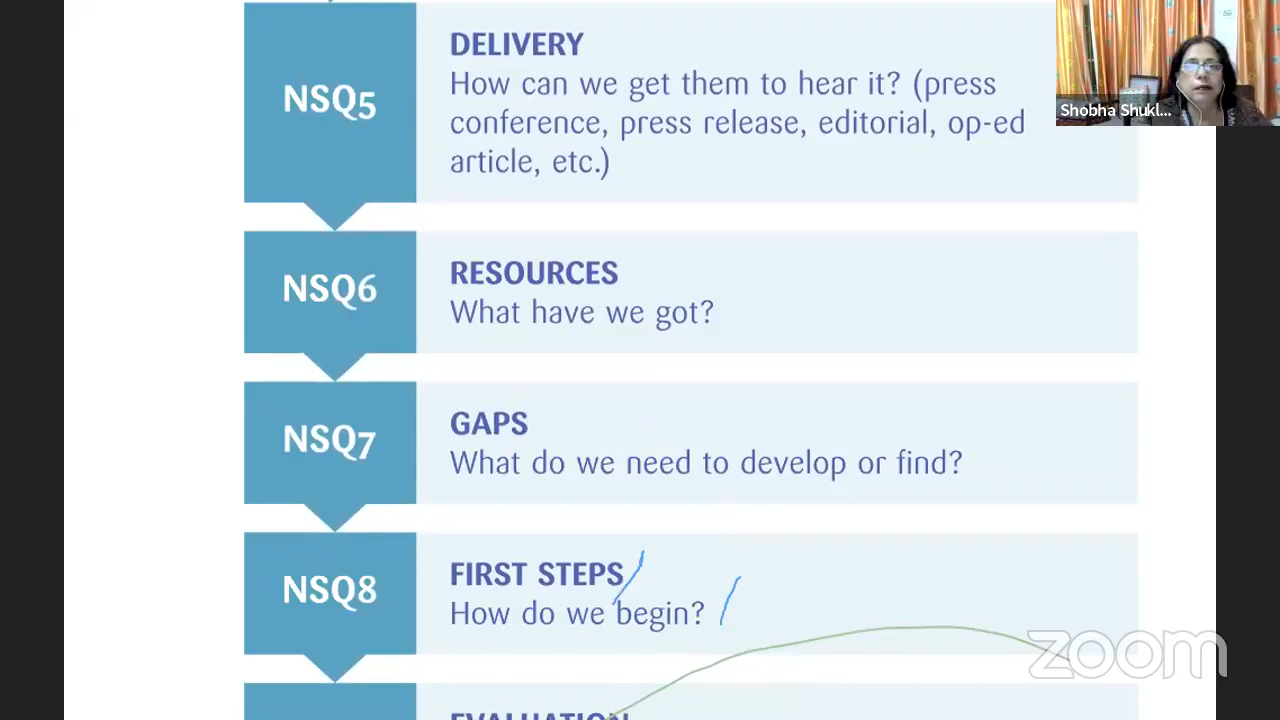 NSQ5
DELIVERY
How can we get them to hear it? (press
conference, press release, editorial, op-ed
article, etc.)
Shobha Shukl...
NSQ6
RESOURCES
What have we got?
NSQ7
GAPS
What do we need to develop or find?
NSQ8
FIRST STEPS
How do we begin?
zoom
EVALUATION